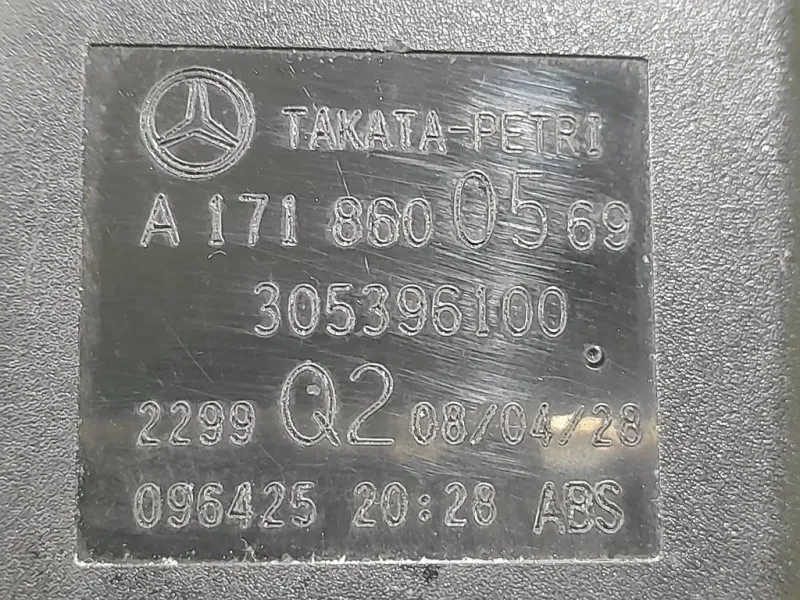 TAKATA-PETRI
A 171 860 05 69
305396100
2299 Q2 08/04/28
096425 20:28 ABS